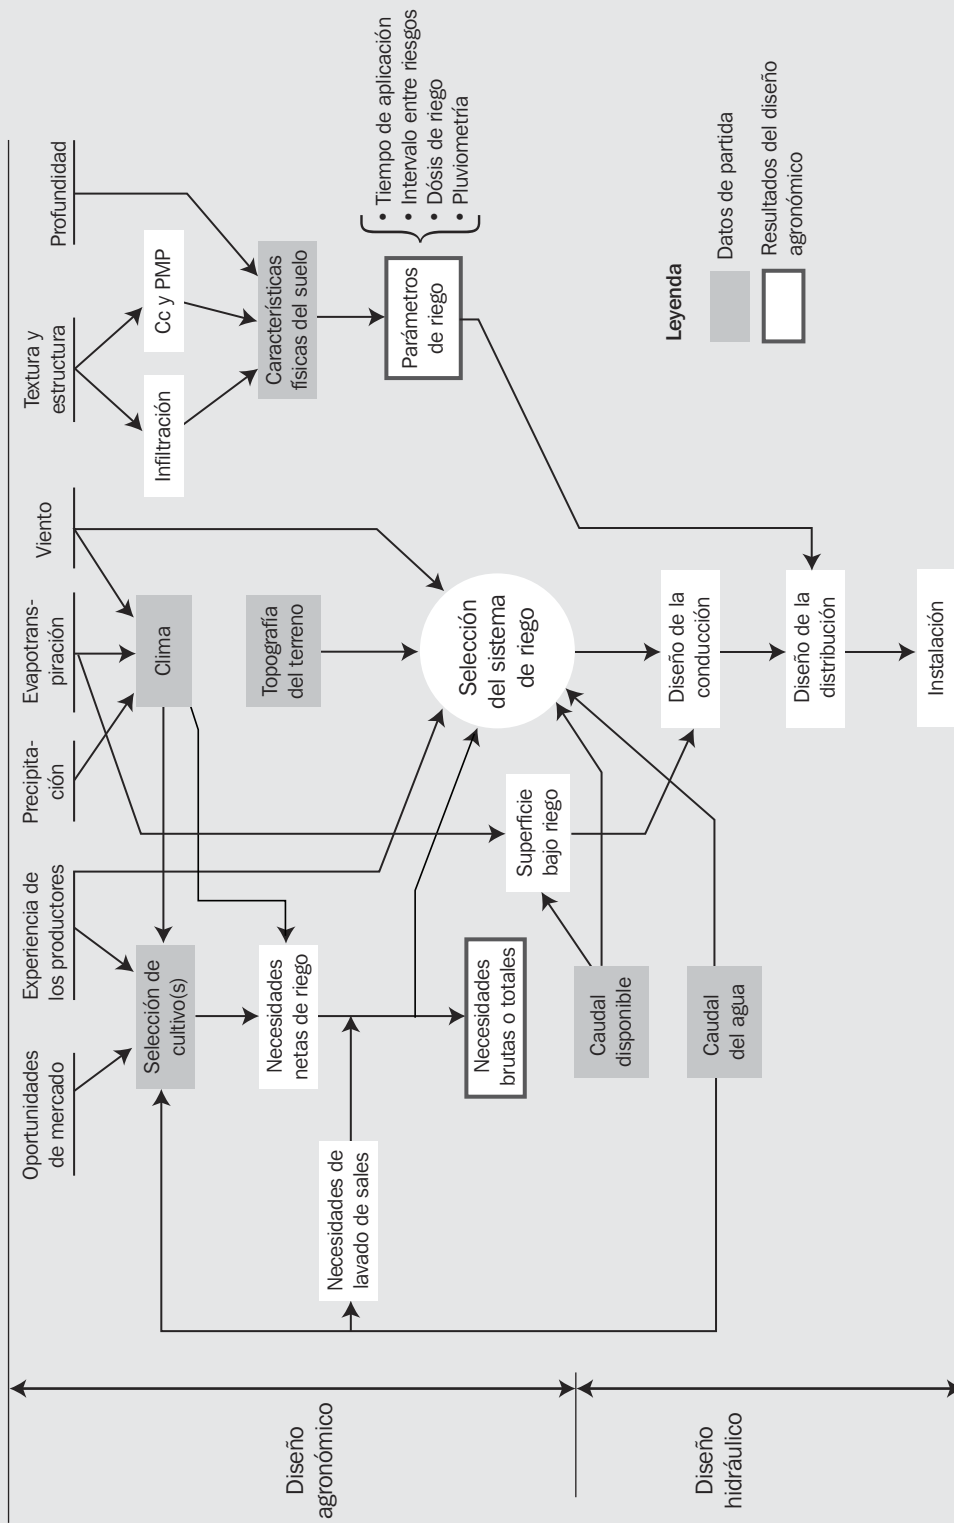 Oportunidades
de mercado
Experiencia de
los productores
Precipita-
ción
Evapotrans-
piración
Viento
Textura y
estructura
Profundidad
Selección de
cultivo(s)
Clima
Infiltración
Cc y PMP
Necesidades
netas de riego
Topografía
del terreno
Características
físicas del suelo
Necesidades de
lavado de sales
Parámetros
de riego
• Tiempo de aplicación
• Intervalo entre riesgos
• Dósis de riego
• Pluviometría
Selección
del sistema
de riego
Necesidades
brutas o totales
Superficie
bajo riego
Caudal
disponible
Caudal
del agua
Diseño de la
conducción
Diseño de la
distribución
Instalación
Leyenda
Datos de partida
Resultados del diseño
agronómico
Diseño
agronómico
Diseño
hidráulico